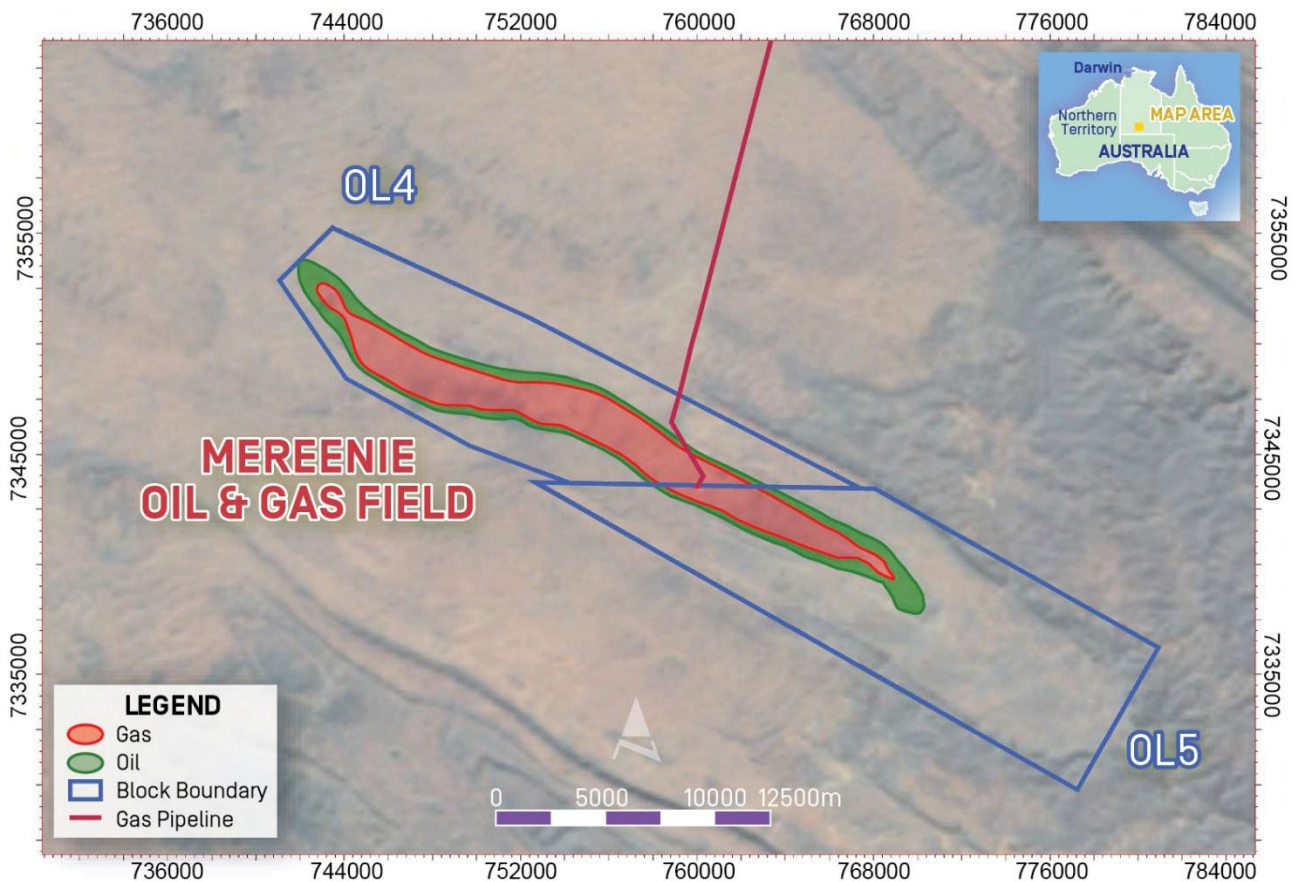 736000 744000 752000 760000 768000 776000 784000
Darwin
Northern
Territory
MAP AREA
AUSTRALIA
OL4
7355000
7355000
7345000
7345000
MEREENIE
OIL & GAS FIELD
7335000
7335000
OL5
LEGEND
Gas
Oil
Block Boundary
Gas Pipeline
N
0 5000 10000 12500m
736000 744000 752000 760000 768000 776000 784000